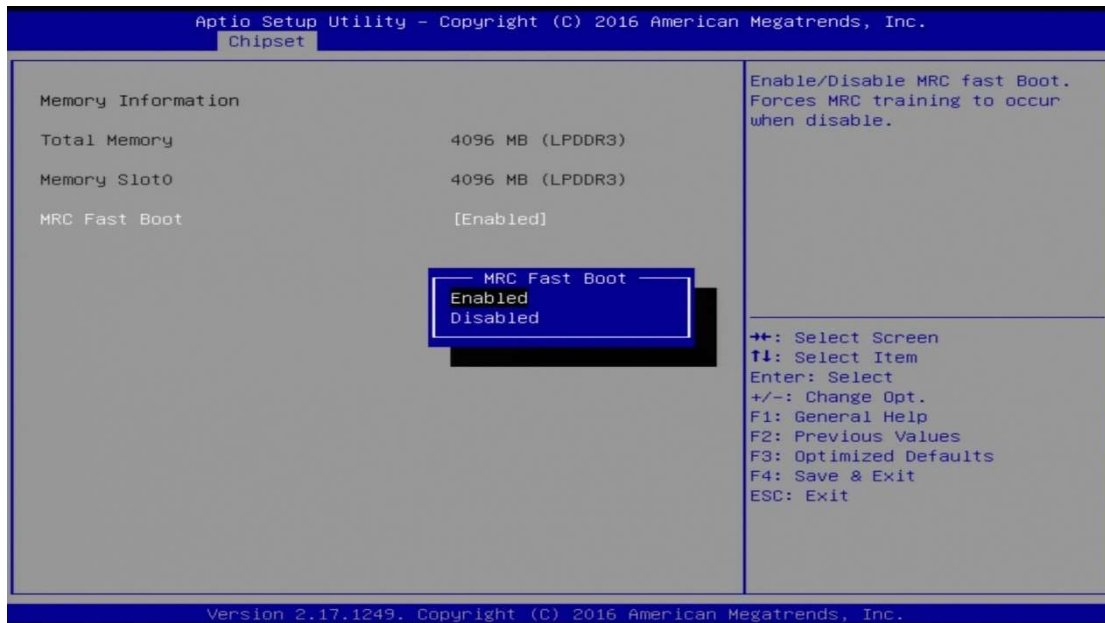 Aptio Setup Utility – Copyright (C) 2016 American Megatrends, Inc.
Chipset
Memory Information
Total Memory 4096 MB (LPDDR3)
Memory Slot0 4096 MB (LPDDR3)
MRC Fast Boot [Enabled]
MRC Fast Boot
Enabled
Disabled
Enable/Disable MRC fast Boot.
Forces MRC training to occur
when disable.
→←: Select Screen
↑↓: Select Item
Enter: Select
+/-: Change Opt.
F1: General Help
F2: Previous Values
F3: Optimized Defaults
F4: Save & Exit
ESC: Exit
Version 2.17.1249. Copyright (C) 2016 American Megatrends, Inc.